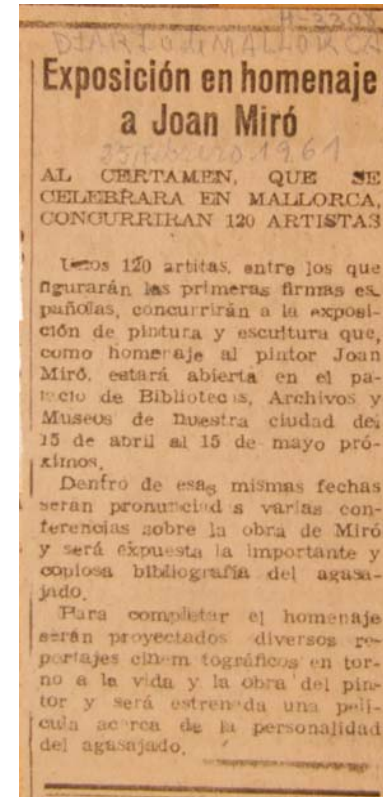 H-3308
DIARIO de MALLORCA
Exposición en homenaje
a Joan Miró
25 febrero 1961
AL CERTAMEN, QUE SE
CELEBRARA EN MALLORCA,
CONCURRIRAN 120 ARTISTAS
Unos 120 artitas, entre los que
figurarán las primeras firmas es-
pañolas, concurrirán a la exposi-
ción de pintura y escultura que,
como homenaje al pintor Joan
Miró, estará abierta en el pa-
lacio de Bibliotecas, Archivos y
Museos de nuestra ciudad del
15 de abril al 15 de mayo pró-
ximos.
Dentro de esas mismas fechas
serán pronunciad s varias con-
ferencias sobre la obra de Miró
y será expuesta la importante y
copiosa bibliografía del agasa-
jado.
Para completar el homenaje
serán proyectados diversos re-
portajes cinem tográficos en tor-
no a la vida y la obra del pin-
tor y será estrenada una pelí-
cula acerca de la personalidad
del agasajado.